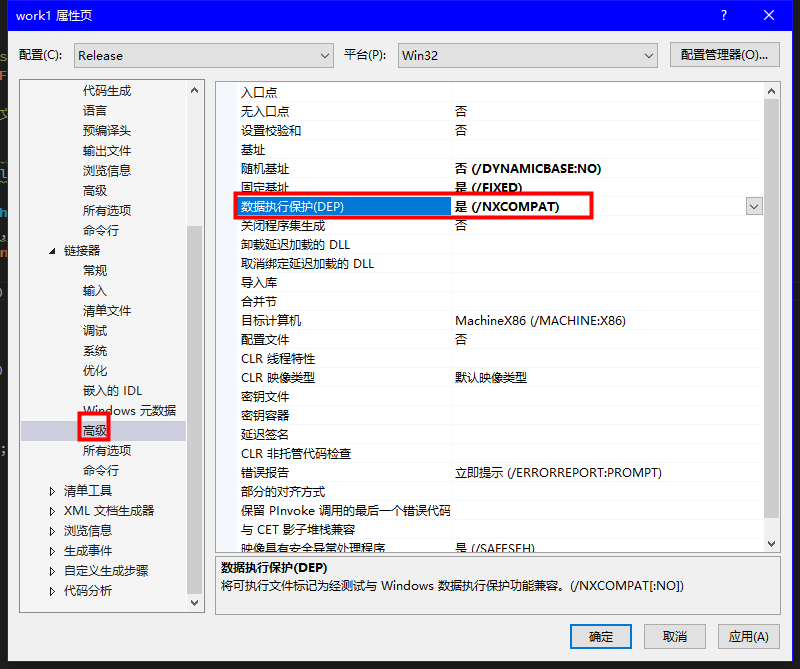 work1 属性页
?
配置(C): Release 平台(P): Win32 配置管理器(O)...
代码生成
语言
预编译头
输出文件
浏览信息
高级
所有选项
命令行
链接器
常规
输入
清单文件
调试
系统
优化
嵌入的 IDL
Windows 元数据
高级
所有选项
命令行
清单工具
XML 文档生成器
浏览信息
生成事件
自定义生成步骤
代码分析
入口点
无入口点 否
设置校验和 否
基址
随机基址 否 (/DYNAMICBASE:NO)
固定基址 是 (/FIXED)
数据执行保护(DEP) 是 (/NXCOMPAT)
关闭程序集生成 否
卸载延迟加载的 DLL
取消绑定延迟加载的 DLL
导入库
合并节
目标计算机 MachineX86 (/MACHINE:X86)
配置文件 否
CLR 线程特性
CLR 映像类型 默认映像类型
密钥文件
密钥容器
延迟签名
CLR 非托管代码检查
错误报告 立即提示 (/ERRORREPORT:PROMPT)
部分的对齐方式
保留 PInvoke 调用的最后一个错误代码
与 CET 影子堆栈兼容
映像具有安全异常处理程序 是 (/SAFESEH)
数据执行保护(DEP)
将可执行文件标记为经测试与 Windows 数据执行保护功能兼容。(/NXCOMPAT[:NO])
确定 取消 应用(A)